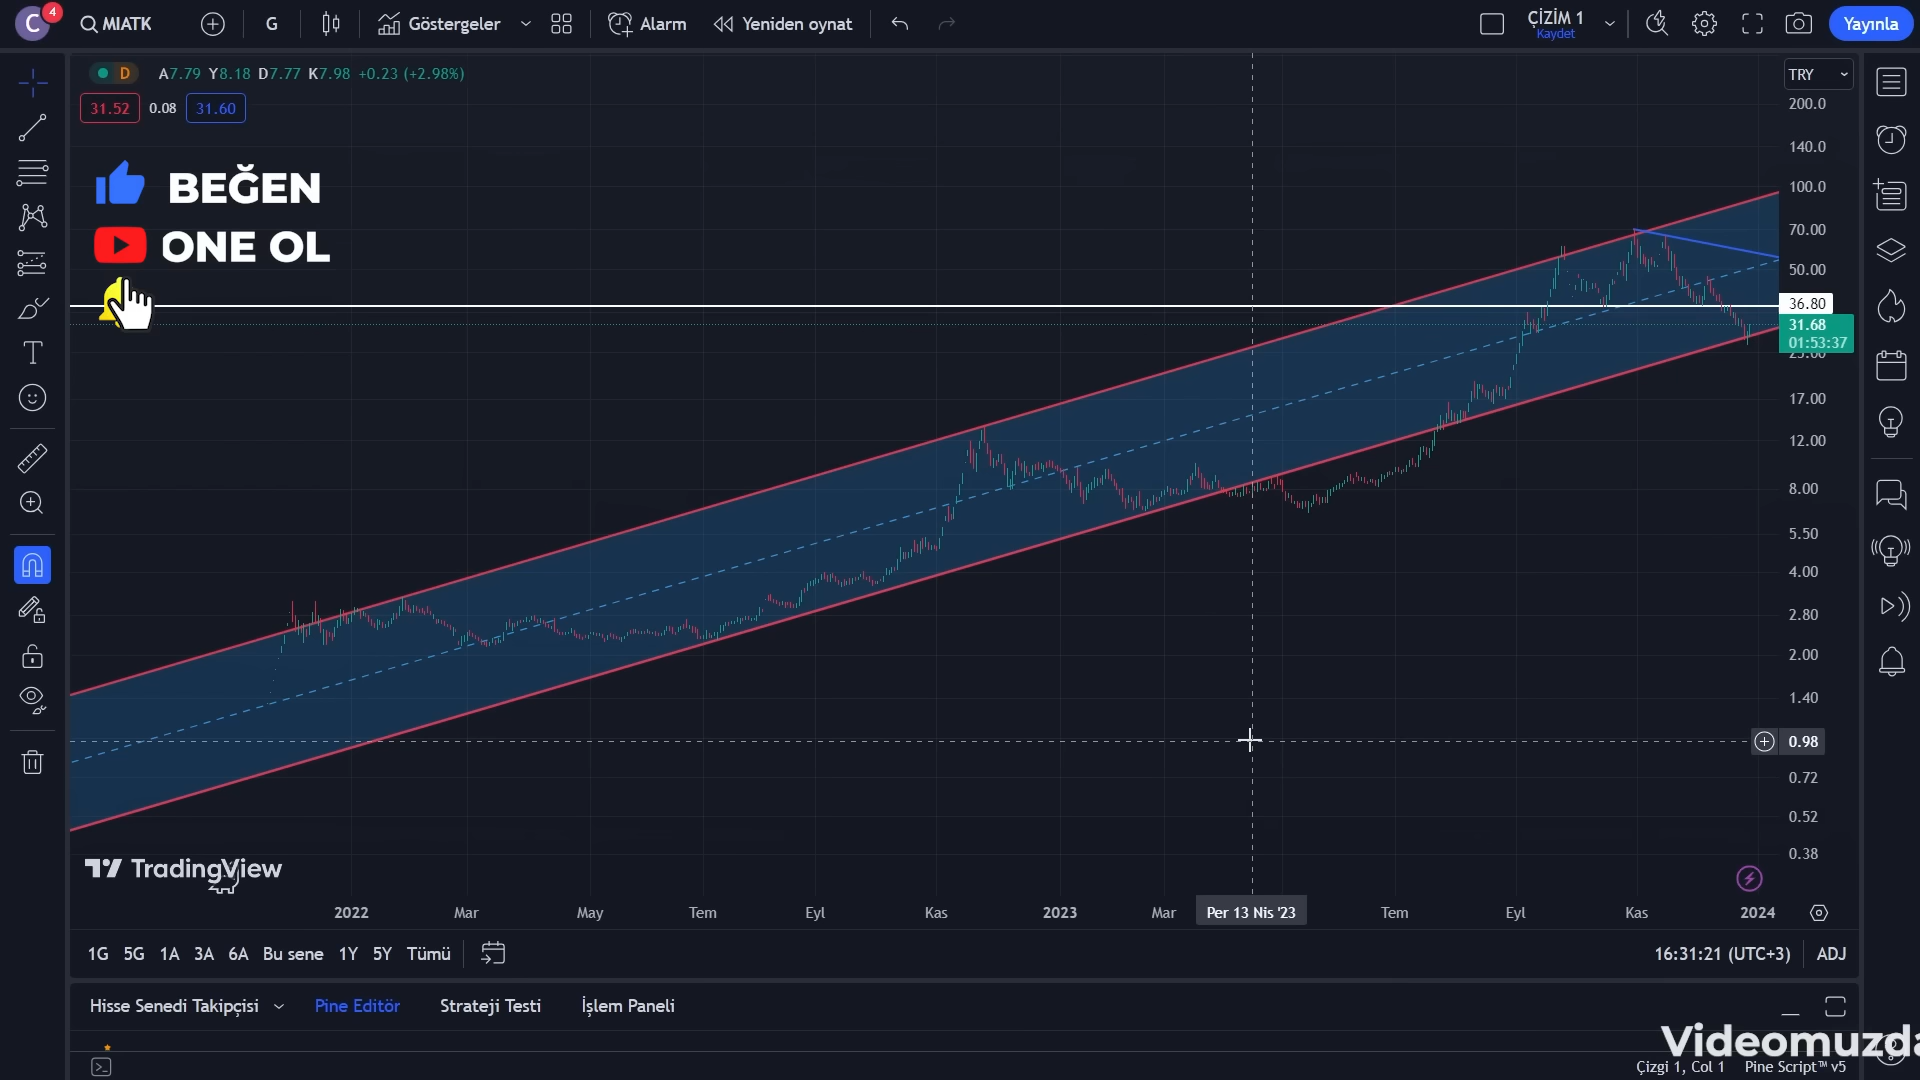 C 4 MIATK G Göstergeler Alarm Yeniden oynat ÇİZİM 1 Kaydet Yayınla
D A7.79 Y8.18 D7.77 K7.98 +0.23 (+2.98%)
TRY
31.52 0.08 31.60
200.0
140.0
BEĞEN
100.0
ONE OL
70.00
50.00
36.80
31.68
01:53:37
25.00
17.00
12.00
8.00
5.50
4.00
2.80
2.00
1.40
0.98
0.72
0.52
0.38
TradingView
2022 Mar May Tem Eyl Kas 2023 Mar Per 13 Nis '23 Tem Eyl Kas 2024
1G 5G 1A 3A 6A Bu sene 1Y 5Y Tümü 16:31:21 (UTC+3) ADJ
Hisse Senedi Takipçisi Pine Editör Strateji Testi İşlem Paneli
Videomuzda
Çizgi 1, Col 1 Pine Script™ v5